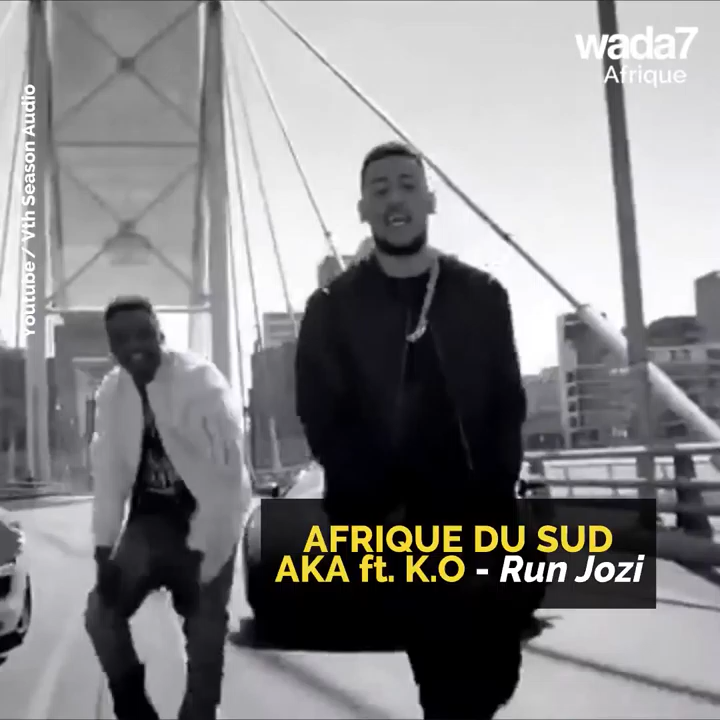 wada7
Afrique
Youtube / Vth Season Audio
AFRIQUE DU SUD
AKA ft. K.O - Run Jozi